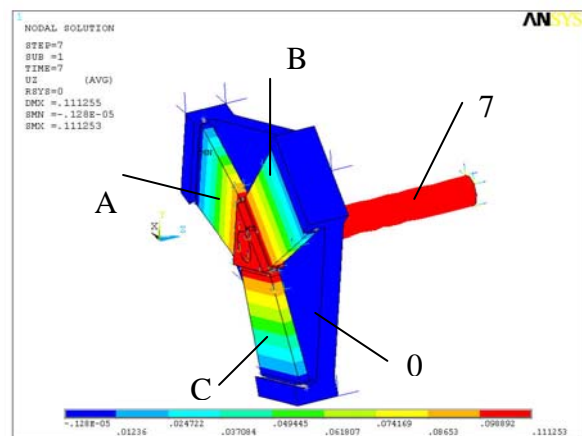 1
NODAL SOLUTION
ANSYS
STEP=7
SUB =1
TIME=7
UZ (AVG)
RSYS=0
DMX =.111255
SMN =-.128E-05
SMX =.111253
B
7
A
C
0
-.128E-05 .024722 .049445 .074169 .098892
.01236 .037084 .061807 .08653 .111253